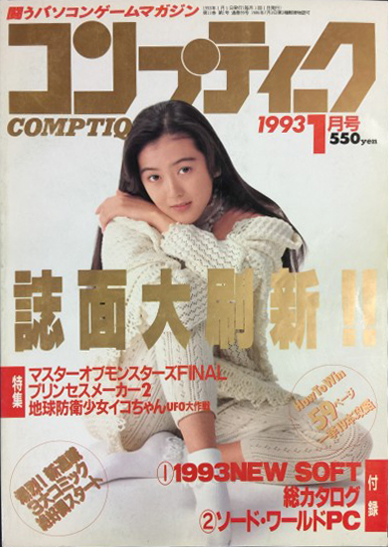 闘うパソコンゲームマガジン
コンプティーク
COMPTIQ
1993 1月号
550yen
誌面大刷新!!
特集
マスターオブモンスターズFINAL
プリンセスメーカー2
地球防衛少女イコちゃんUFO大作戦
How To Win
59ページ
①1993NEW SOFT
総カタログ
②ソード・ワールドPC
付録